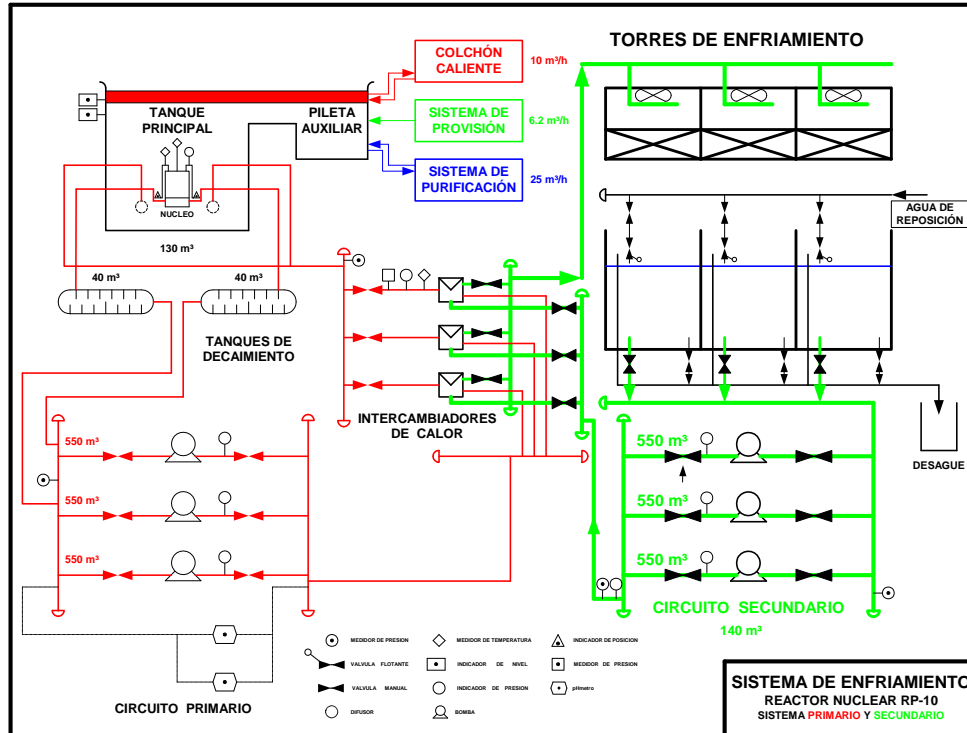 TORRES DE ENFRIAMIENTO
COLCHÓN
CALIENTE
10 m³/h
SISTEMA DE
PROVISIÓN
6.2 m³/h
SISTEMA DE
PURIFICACIÓN
25 m³/h
TANQUE
PRINCIPAL
PILETA
AUXILIAR
NUCLEO
130 m³
40 m³
40 m³
TANQUES DE
DECAIMIENTO
AGUA DE
REPOSICIÓN
INTERCAMBIADORES
DE CALOR
DESAGUE
550 m³
550 m³
550 m³
550 m³
550 m³
550 m³
CIRCUITO SECUNDARIO
140 m³
CIRCUITO PRIMARIO
MEDIDOR DE PRESION
MEDIDOR DE TEMPERATURA
INDICADOR DE POSICION
VALVULA FLOTANTE
INDICADOR DE NIVEL
MEDIDOR DE PRESION
VALVULA MANUAL
INDICADOR DE PRESION
pHmetro
DIFUSOR
BOMBA
SISTEMA DE ENFRIAMIENTO
REACTOR NUCLEAR RP-10
SISTEMA PRIMARIO Y SECUNDARIO